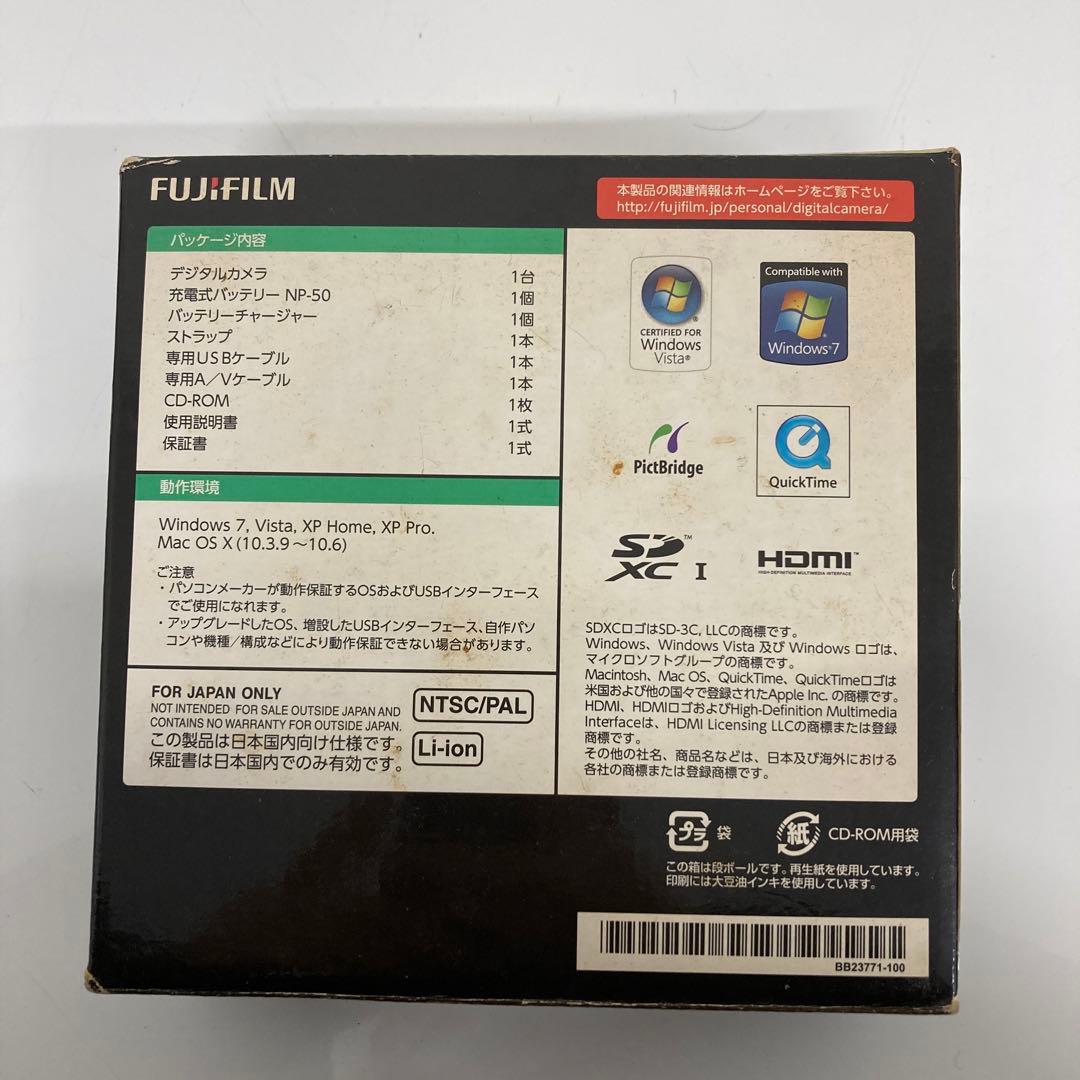 FUJIFILM
本製品の関連情報はホームページをご覧下さい。
http://fujifilm.jp/personal/digitalcamera/
パッケージ内容
デジタルカメラ 1台
充電式バッテリー NP-50 1個
バッテリーチャージャー 1個
ストラップ 1本
専用USBケーブル 1本
専用A/Vケーブル 1本
CD-ROM 1枚
使用説明書 1式
保証書 1式
動作環境
Windows 7, Vista, XP Home, XP Pro.
Mac OS X (10.3.9～10.6)
ご注意
・パソコンメーカーが動作保証するOSおよびUSBインターフェース
でご使用になれます。
・アップグレードしたOS、増設したUSBインターフェース、自作パソ
コンや機種/構成などにより動作保証できない場合があります。
FOR JAPAN ONLY
NOT INTENDED FOR SALE OUTSIDE JAPAN AND
CONTAINS NO WARRANTY FOR OUTSIDE JAPAN.
この製品は日本国内向け仕様です。
保証書は日本国内でのみ有効です。
NTSC/PAL
Li-ion
CERTIFIED FOR
Windows
Vista®
Compatible with
Windows®7
PictBridge
QuickTime
SD™
XC I
HDMI™
HIGH-DEFINITION MULTIMEDIA INTERFACE
SDXCロゴはSD-3C, LLCの商標です。
Windows、Windows Vista 及び Windows ロゴは、
マイクロソフトグループの商標です。
Macintosh、Mac OS、QuickTime、QuickTimeロゴは
米国および他の国々で登録されたApple Inc. の商標です。
HDMI、HDMIロゴおよびHigh-Definition Multimedia
Interfaceは、HDMI Licensing LLCの商標または登録
商標です。
その他の社名、商品名などは、日本及び海外における
各社の商標または登録商標です。
プラ 袋
紙 CD-ROM用袋
この箱は段ボールです。再生紙を使用しています。
印刷には大豆油インキを使用しています。
BB23771-100